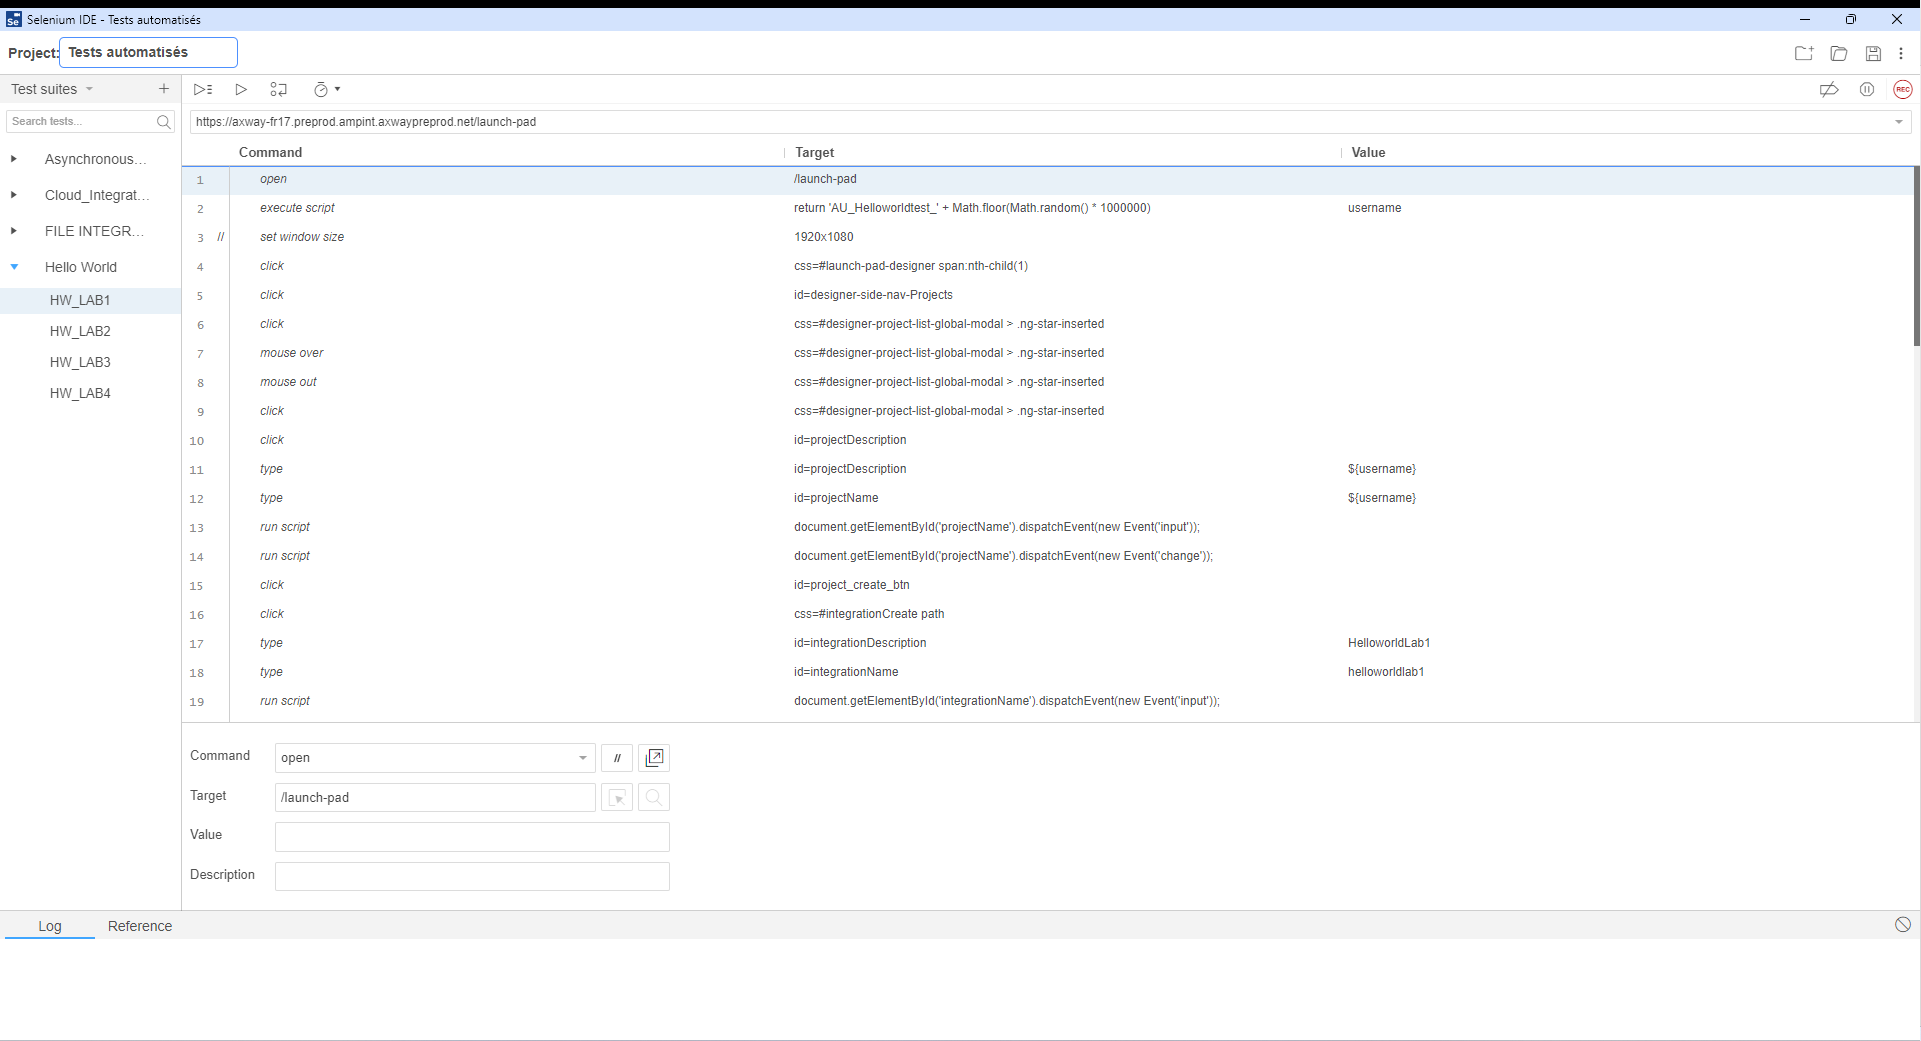 Selenium IDE - Tests automatisés
Project: Tests automatisés
Test suites
Search tests...
Asynchronous...
Cloud_Integrat...
FILE INTEGR...
Hello World
HW_LAB1
HW_LAB2
HW_LAB3
HW_LAB4
REC
https://axway-fr17.preprod.ampint.axwaypreprod.net/launch-pad
Command Target Value
1 open /launch-pad
2 execute script return 'AU_Helloworldtest_' + Math.floor(Math.random() * 1000000) username
3 // set window size 1920x1080
4 click css=#launch-pad-designer span:nth-child(1)
5 click id=designer-side-nav-Projects
6 click css=#designer-project-list-global-modal > .ng-star-inserted
7 mouse over css=#designer-project-list-global-modal > .ng-star-inserted
8 mouse out css=#designer-project-list-global-modal > .ng-star-inserted
9 click css=#designer-project-list-global-modal > .ng-star-inserted
10 click id=projectDescription
11 type id=projectDescription ${username}
12 type id=projectName ${username}
13 run script document.getElementById('projectName').dispatchEvent(new Event('input'));
14 run script document.getElementById('projectName').dispatchEvent(new Event('change'));
15 click id=project_create_btn
16 click css=#integrationCreate path
17 type id=integrationDescription HelloworldLab1
18 type id=integrationName helloworldlab1
19 run script document.getElementById('integrationName').dispatchEvent(new Event('input'));
Command open //
Target /launch-pad
Value
Description
Log Reference